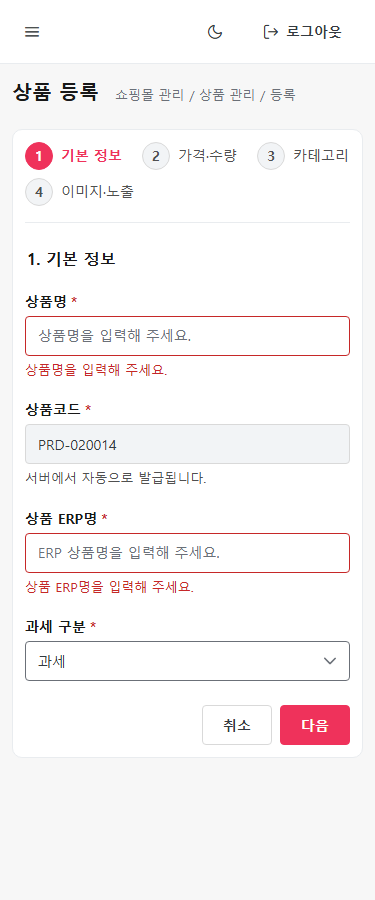 로그아웃
상품 등록 쇼핑몰 관리 / 상품 관리 / 등록
1 기본 정보 2 가격·수량 3 카테고리
4 이미지·노출
1. 기본 정보
상품명 *
상품명을 입력해 주세요.
상품명을 입력해 주세요.
상품코드 *
PRD-020014
서버에서 자동으로 발급됩니다.
상품 ERP명 *
ERP 상품명을 입력해 주세요.
상품 ERP명을 입력해 주세요.
과세 구분 *
과세
취소 다음